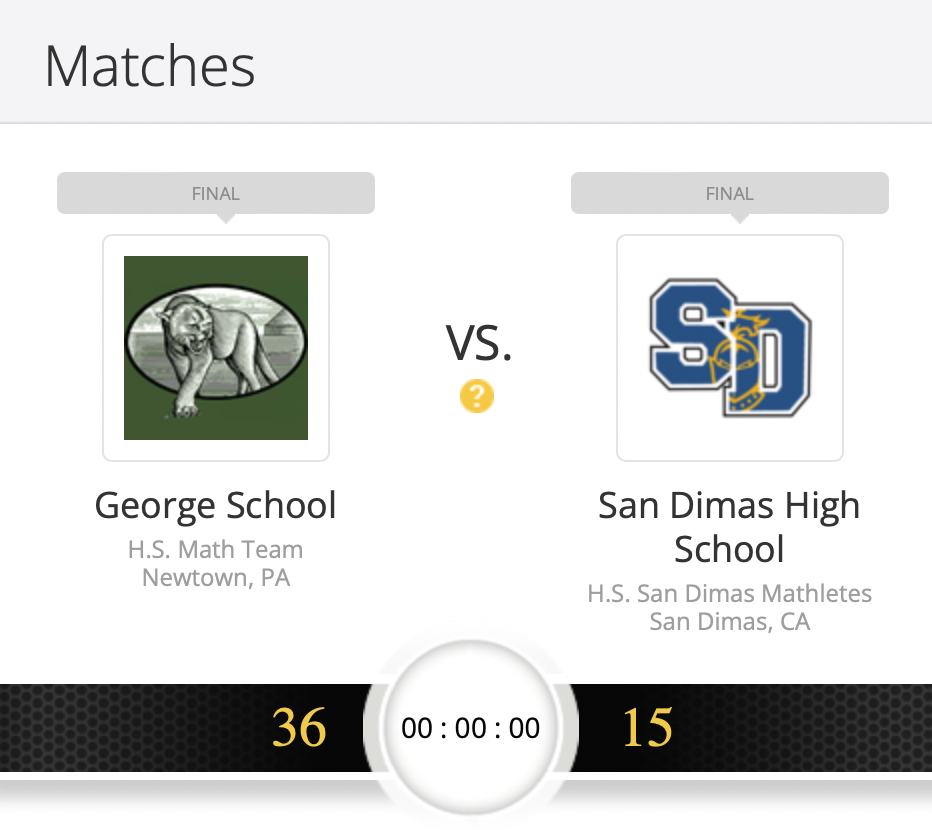 Matches
FINAL
FINAL
VS.
?
SD
George School
H.S. Math Team
Newtown, PA
San Dimas High
School
H.S. San Dimas Mathletes
San Dimas, CA
36
00 : 00 : 00
15